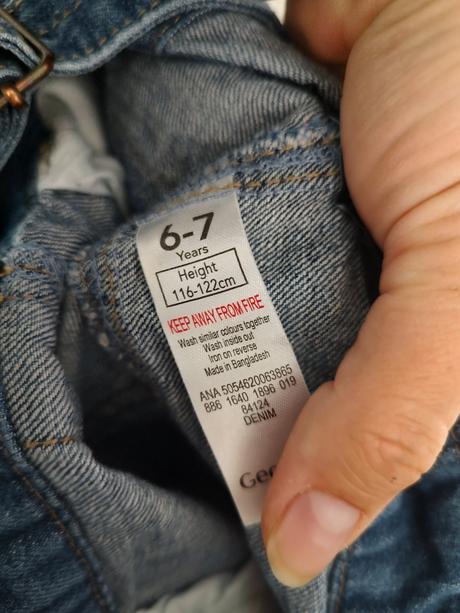 6-7
Years
Height
116-122cm
KEEP AWAY FROM FIRE
Wash similar colours together
Wash inside out
Iron on reverse
Made in Bangladesh
ANA 5054620063865
886 1640 1896 019
84124
DENIM